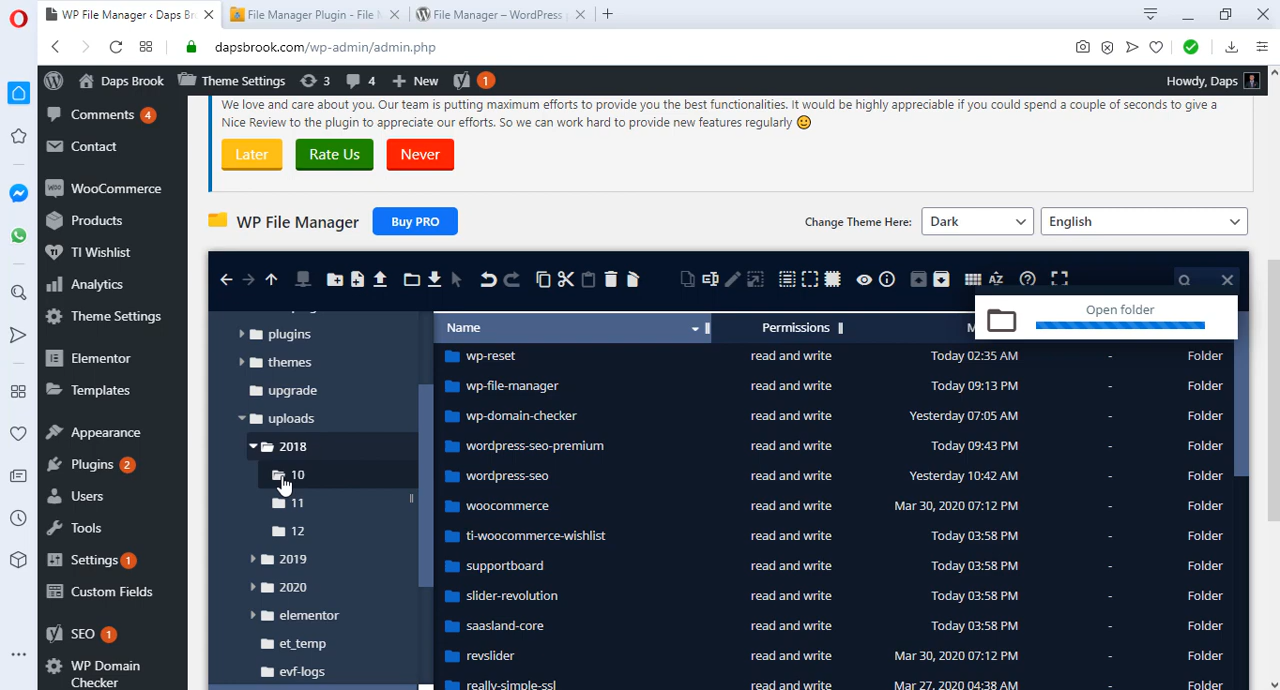 WP File Manager ‹ Daps Br
File Manager Plugin - File M
File Manager – WordPress
dapsbrook.com/wp-admin/admin.php
Daps Brook
Theme Settings
3
4
New
1
Howdy, Daps
Comments 4
Contact
WooCommerce
Products
TI Wishlist
Analytics
Theme Settings
Elementor
Templates
Appearance
Plugins 2
Users
Tools
Settings 1
Custom Fields
SEO 1
WP Domain
Checker
We love and care about you. Our team is putting maximum efforts to provide you the best functionalities. It would be highly appreciable if you could spend a couple of seconds to give a
Nice Review to the plugin to appreciate our efforts. So we can work hard to provide new features regularly
Later
Rate Us
Never
WP File Manager
Buy PRO
Change Theme Here:
Dark
English
Open folder
plugins
themes
upgrade
uploads
2018
10
11
12
2019
2020
elementor
et_temp
evf-logs
Name Permissions M
wp-reset read and write Today 02:35 AM - Folder
wp-file-manager read and write Today 09:13 PM - Folder
wp-domain-checker read and write Yesterday 07:05 AM - Folder
wordpress-seo-premium read and write Today 09:43 PM - Folder
wordpress-seo read and write Yesterday 10:42 AM - Folder
woocommerce read and write Mar 30, 2020 07:12 PM - Folder
ti-woocommerce-wishlist read and write Today 03:58 PM - Folder
supportboard read and write Today 03:58 PM - Folder
slider-revolution read and write Today 03:58 PM - Folder
saasland-core read and write Today 03:58 PM - Folder
revslider read and write Mar 30, 2020 07:12 PM - Folder
really-simple-ssl read and write Mar 27, 2020 04:38 AM - Folder